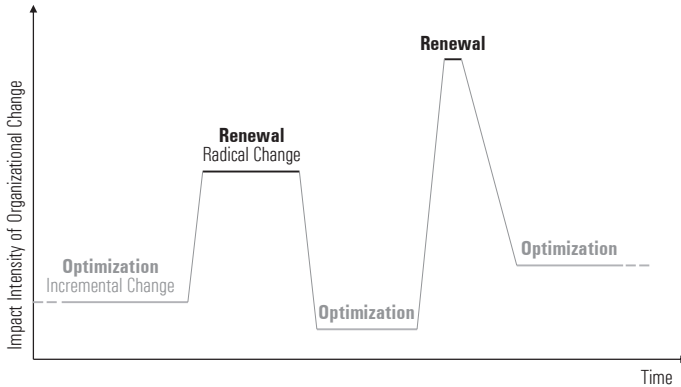 Renewal
Renewal
Radical Change
Optimization
Incremental Change
Optimization
Optimization
Impact Intensity of Organizational Change
Time